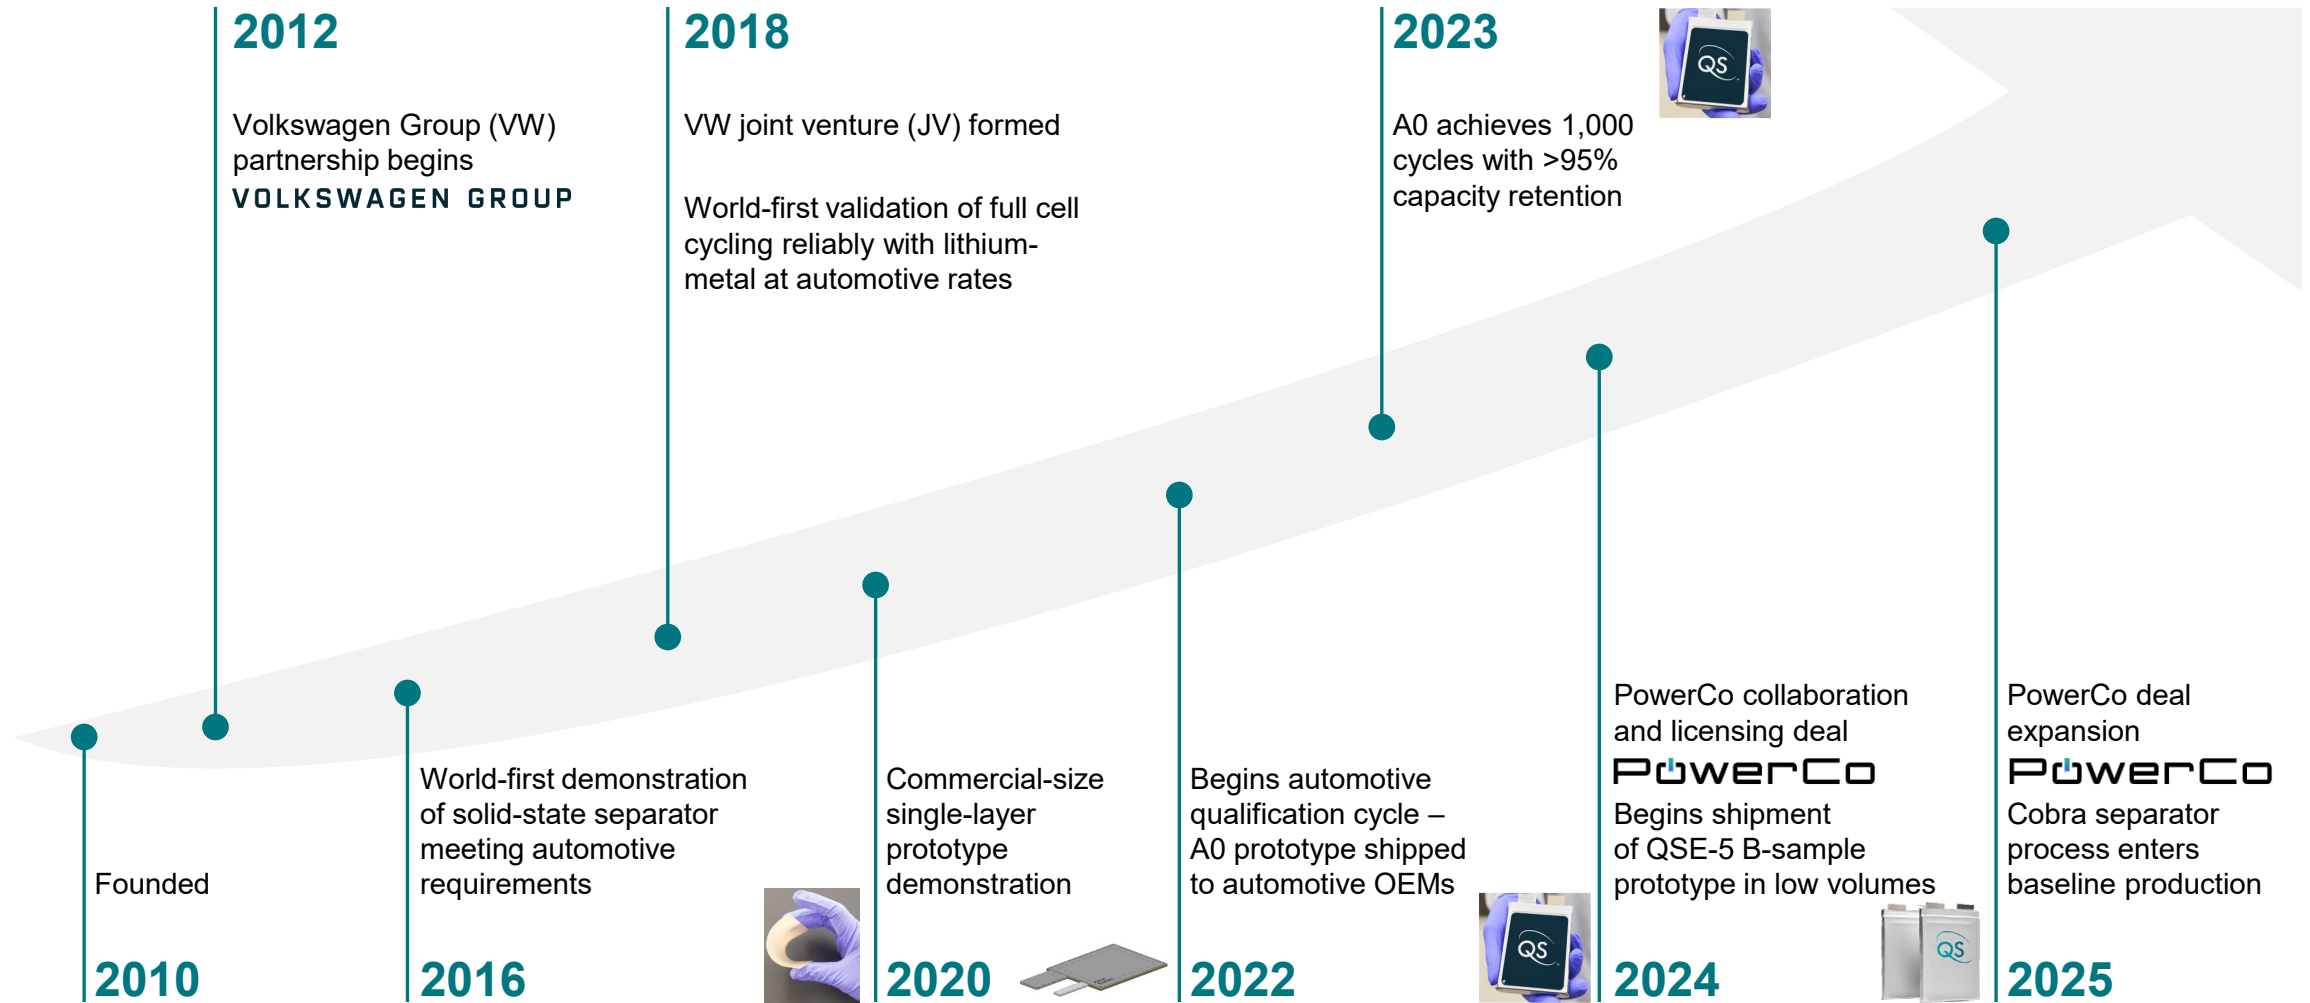 2012
Volkswagen Group (VW)
partnership begins
VOLKSWAGEN GROUP
2018
VW joint venture (JV) formed
World-first validation of full cell
cycling reliably with lithium-
metal at automotive rates
2023
A0 achieves 1,000
cycles with >95%
capacity retention
QS
Founded
2010
World-first demonstration
of solid-state separator
meeting automotive
requirements
2016
Commercial-size
single-layer
prototype
demonstration
2020
Begins automotive
qualification cycle –
A0 prototype shipped
to automotive OEMs
2022
QS
PowerCo collaboration
and licensing deal
PowerCo
Begins shipment
of QSE-5 B-sample
prototype in low volumes
2024
QS
PowerCo deal
expansion
PowerCo
Cobra separator
process enters
baseline production
2025